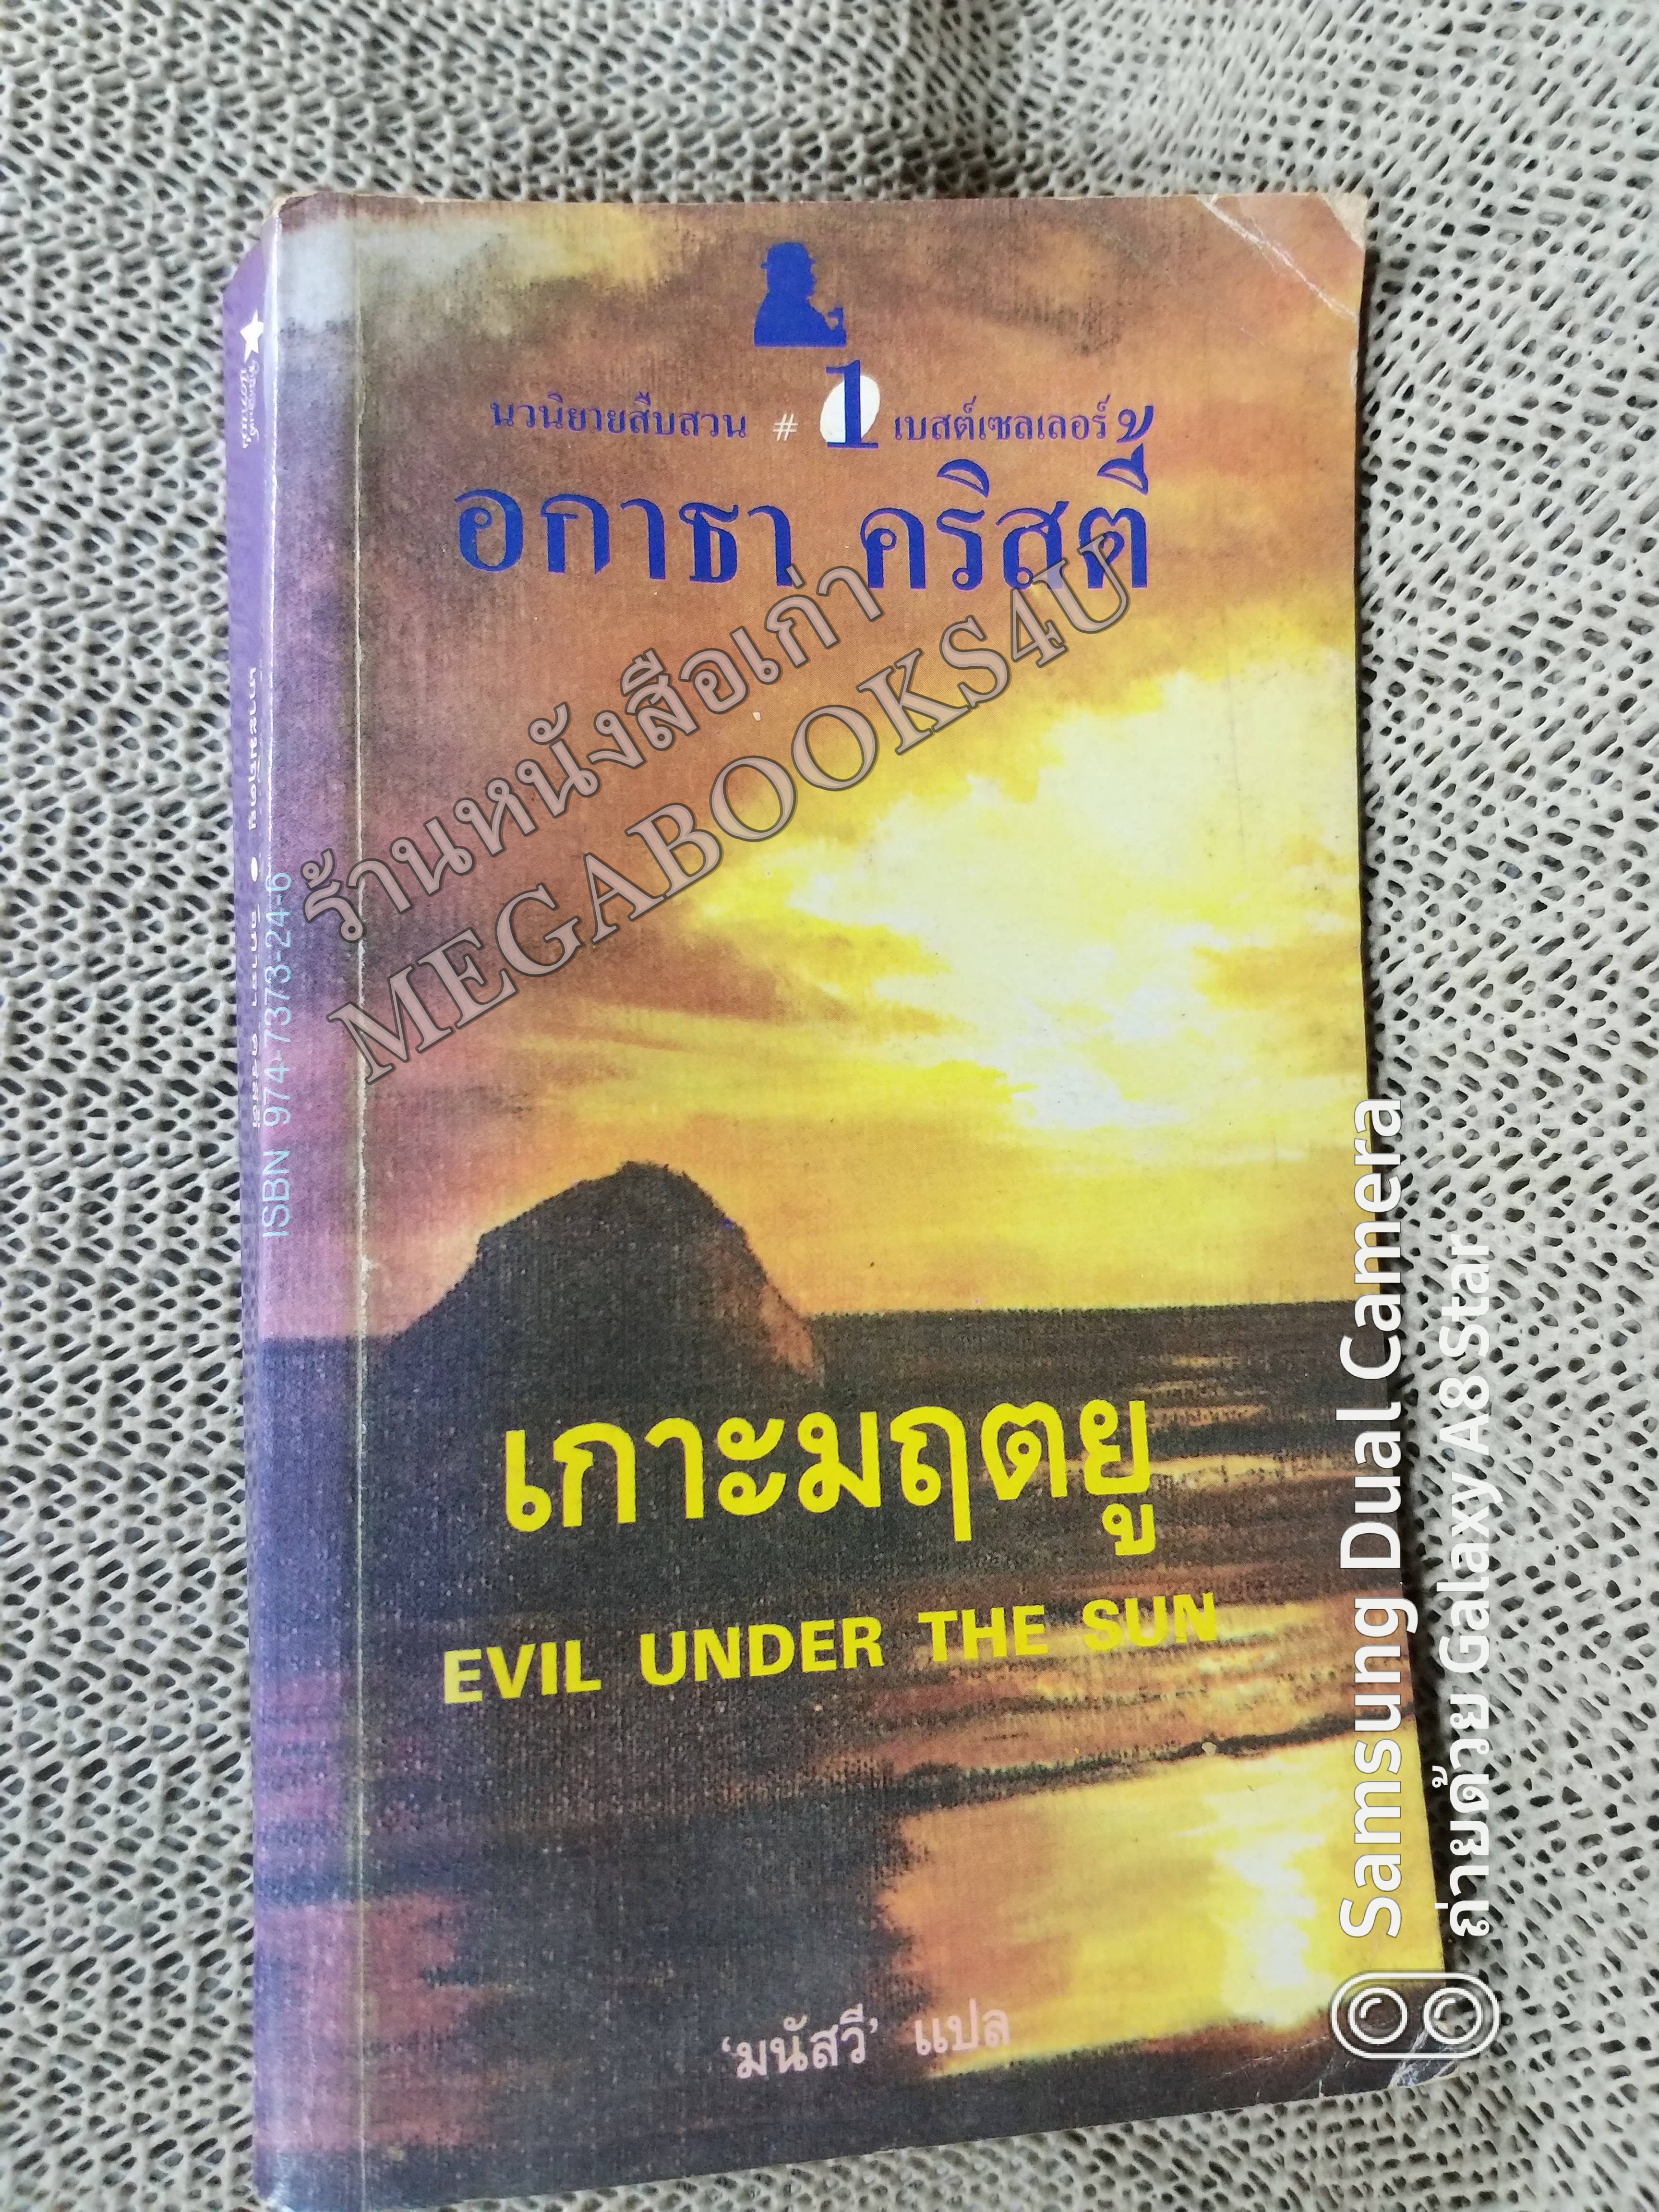 นวนิยายสืบสวน # 1 เบสต์เซลเลอร์
อกาธา คริสตี้
ร้านหนังสือเก่า
MEGABOOKS4U
ISBN 974-7373-24-6
เกาะมฤตยู
EVIL UNDER THE SUN
‘มนัสวี’ แปล
Samsung Dual Camera
ถ่ายด้วย Galaxy A8 Star